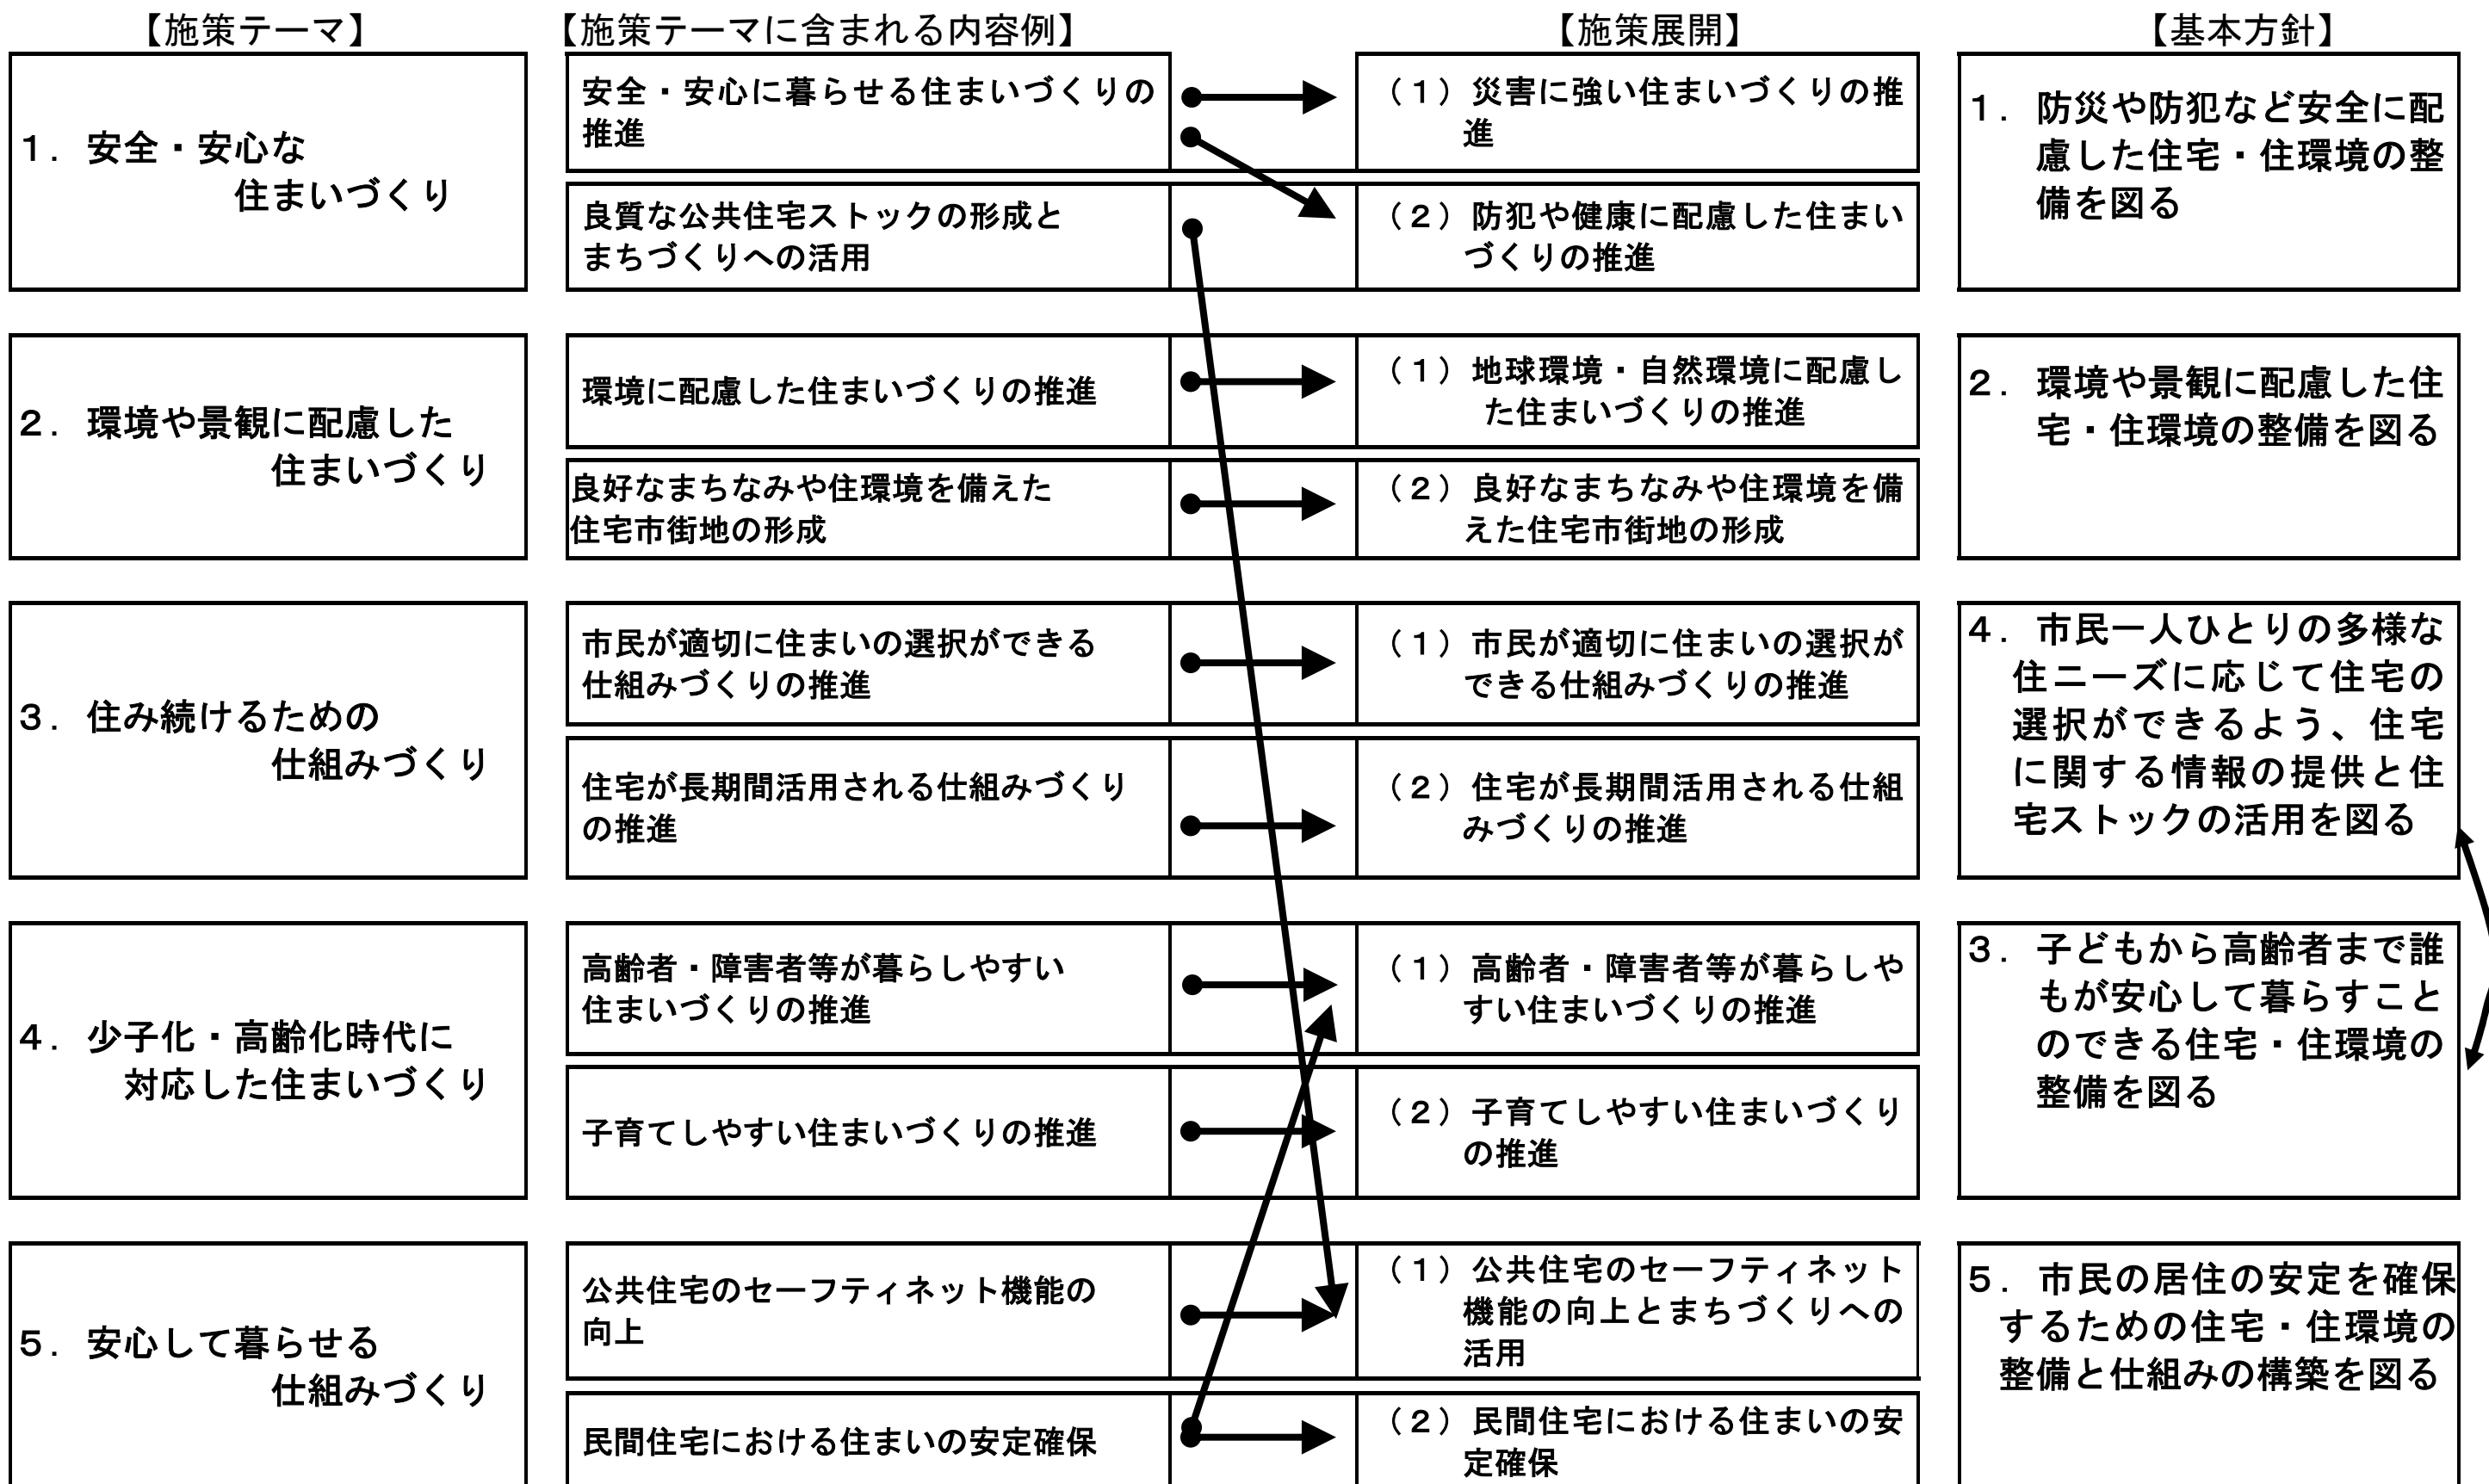 【施策テーマ】
【施策テーマに含まれる内容例】
【施策展開】
【基本方針】
１．安全・安心な
住まいづくり
安全・安心に暮らせる住まいづくりの
推進
良質な公共住宅ストックの形成と
まちづくりへの活用
（１）災害に強い住まいづくりの推
進
（２）防犯や健康に配慮した住まい
づくりの推進
１．防災や防犯など安全に配
慮した住宅・住環境の整
備を図る
２．環境や景観に配慮した
住まいづくり
環境に配慮した住まいづくりの推進
良好なまちなみや住環境を備えた
住宅市街地の形成
（１）地球環境・自然環境に配慮し
た住まいづくりの推進
（２）良好なまちなみや住環境を備
えた住宅市街地の形成
２．環境や景観に配慮した住
宅・住環境の整備を図る
３．住み続けるための
仕組みづくり
市民が適切に住まいの選択ができる
仕組みづくりの推進
住宅が長期間活用される仕組みづくり
の推進
（１）市民が適切に住まいの選択が
できる仕組みづくりの推進
（２）住宅が長期間活用される仕組
みづくりの推進
４．市民一人ひとりの多様な
住ニーズに応じて住宅の
選択ができるよう、住宅
に関する情報の提供と住
宅ストックの活用を図る
４．少子化・高齢化時代に
対応した住まいづくり
高齢者・障害者等が暮らしやすい
住まいづくりの推進
子育てしやすい住まいづくりの推進
（１）高齢者・障害者等が暮らしや
すい住まいづくりの推進
（２）子育てしやすい住まいづくり
の推進
３．子どもから高齢者まで誰
もが安心して暮らすこと
のできる住宅・住環境の
整備を図る
５．安心して暮らせる
仕組みづくり
公共住宅のセーフティネット機能の
向上
民間住宅における住まいの安定確保
（１）公共住宅のセーフティネット
機能の向上とまちづくりへの
活用
（２）民間住宅における住まいの安
定確保
５．市民の居住の安定を確保
するための住宅・住環境の
整備と仕組みの構築を図る